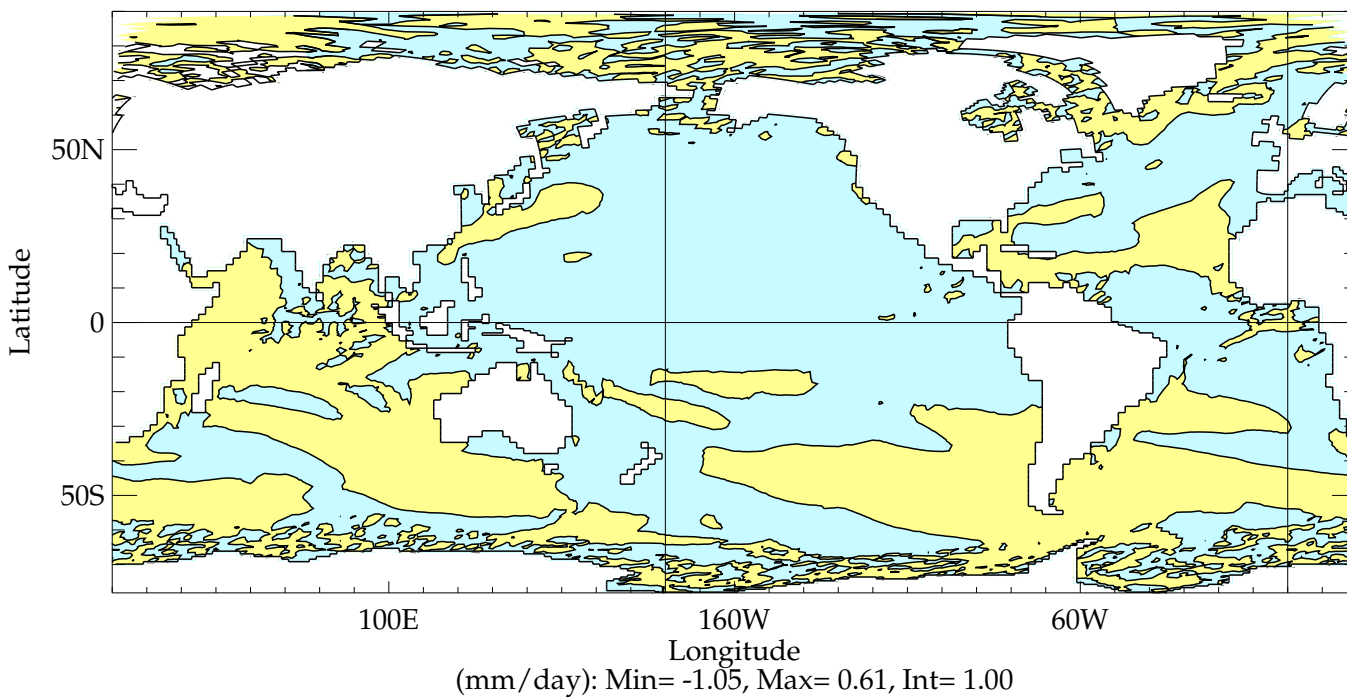 50N
0
50S
Latitude
100E
160W
60W
Longitude
(mm/day): Min= -1.05, Max= 0.61, Int= 1.00